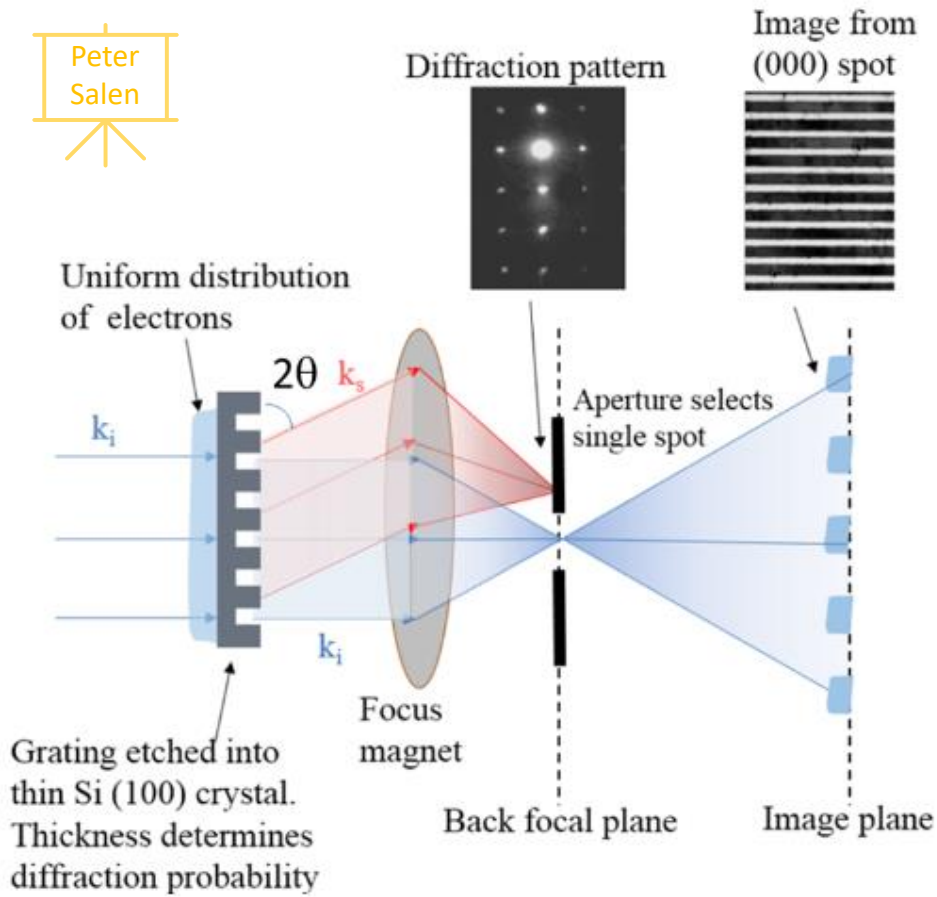 Peter
Salen
Diffraction pattern
Image from
(000) spot
Uniform distribution
of electrons
2θ
kₛ
kᵢ
Aperture selects
single spot
kᵢ
Focus
magnet
Grating etched into
thin Si (100) crystal.
Thickness determines
diffraction probability
Back focal plane
Image plane